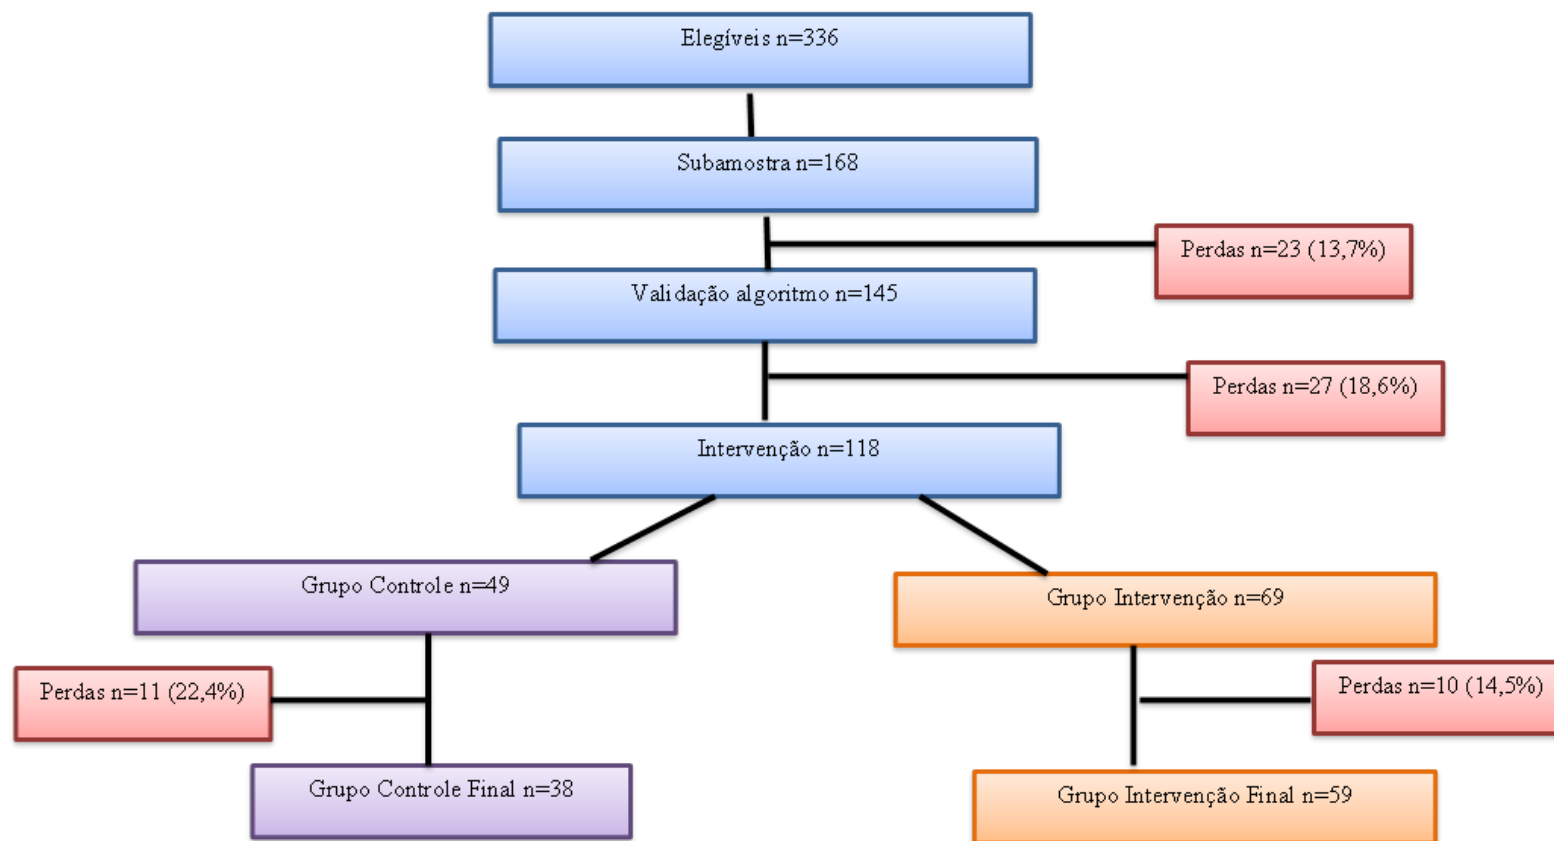 Elegíveis n=336
Subamostra n=168
Perdas n=23 (13,7%)
Validação algoritmo n=145
Perdas n=27 (18,6%)
Intervenção n=118
Grupo Controle n=49
Grupo Intervenção n=69
Perdas n=11 (22,4%)
Perdas n=10 (14,5%)
Grupo Controle Final n=38
Grupo Intervenção Final n=59